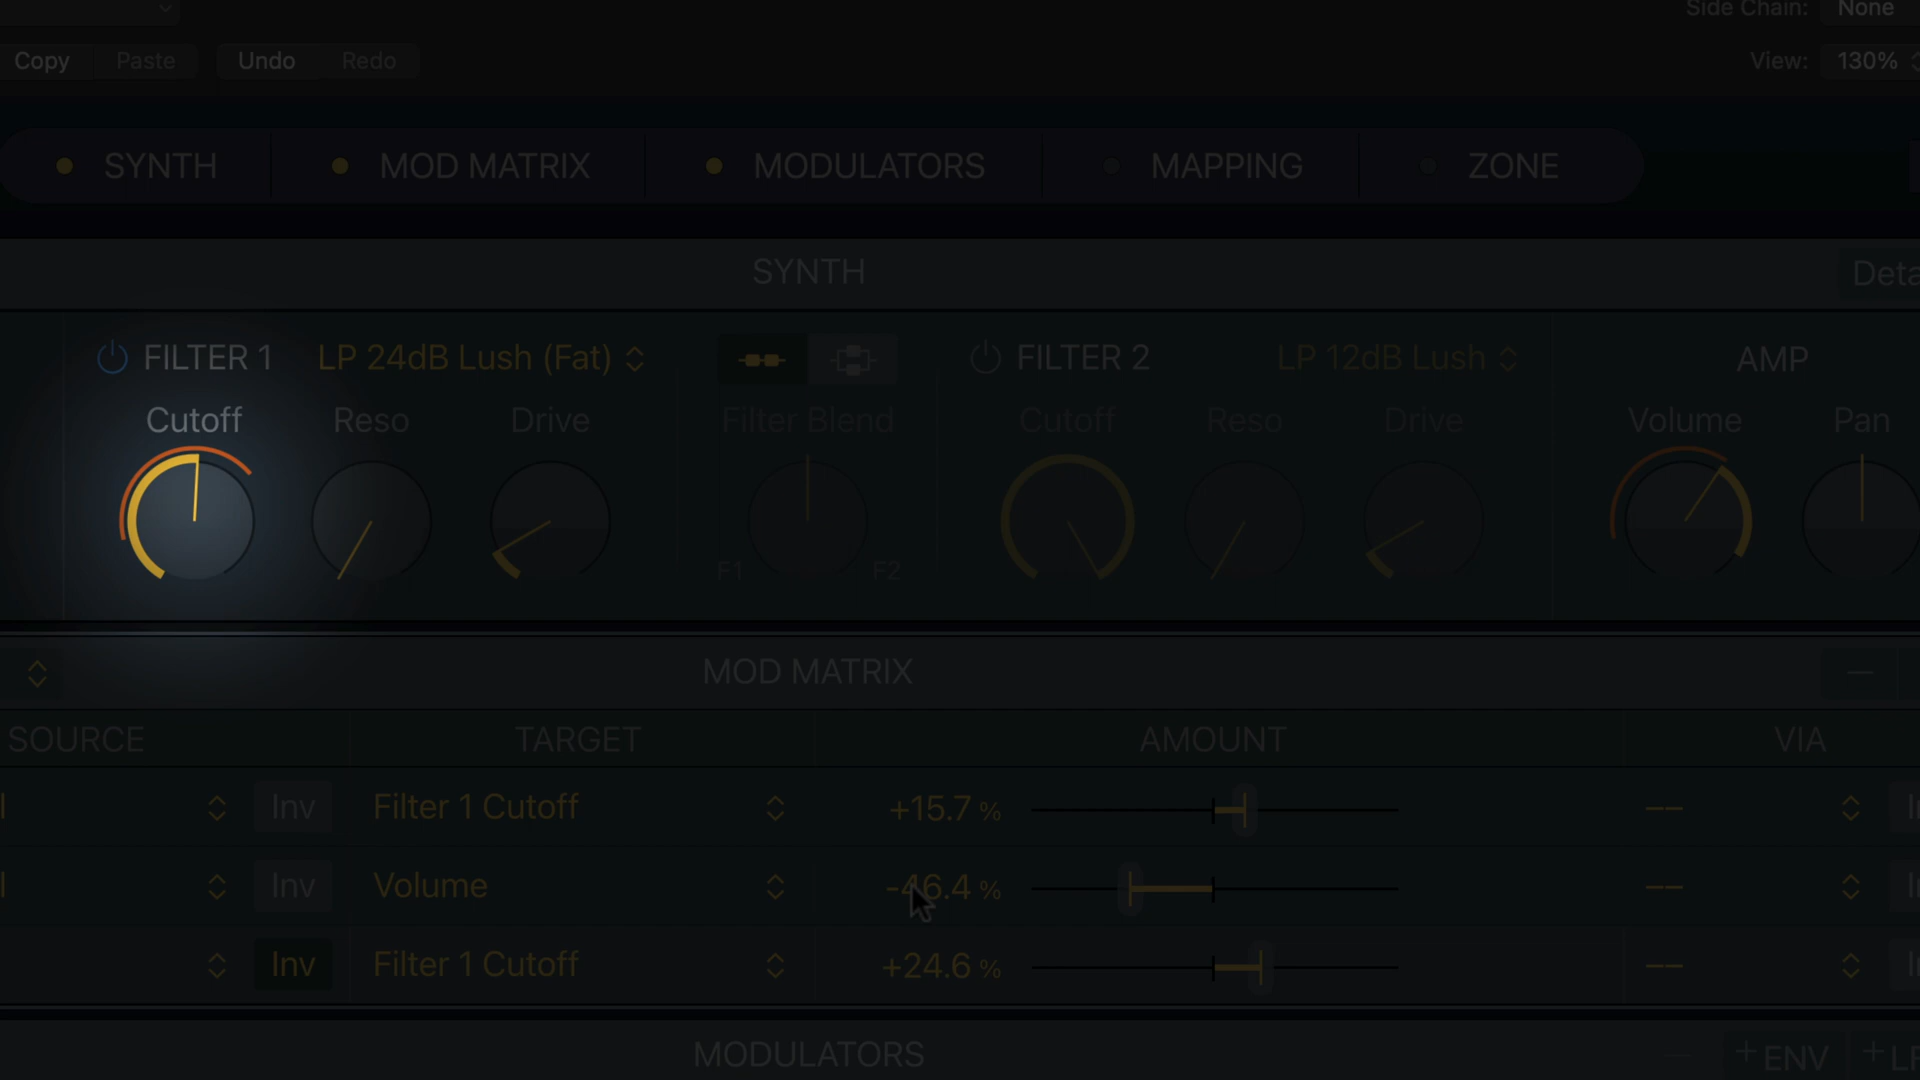 Side Chain: None
Copy Paste Undo Redo View: 130%
SYNTH MOD MATRIX MODULATORS MAPPING ZONE
SYNTH
FILTER 1 LP 24dB Lush (Fat) FILTER 2 LP 12dB Lush AMP
Cutoff Reso Drive Filter Blend Cutoff Reso Drive Volume Pan
F1 F2
MOD MATRIX
SOURCE TARGET AMOUNT VIA
Inv Filter 1 Cutoff +15.7 % --
Inv Volume -46.4 % --
Inv Filter 1 Cutoff +24.6 % --
MODULATORS +ENV